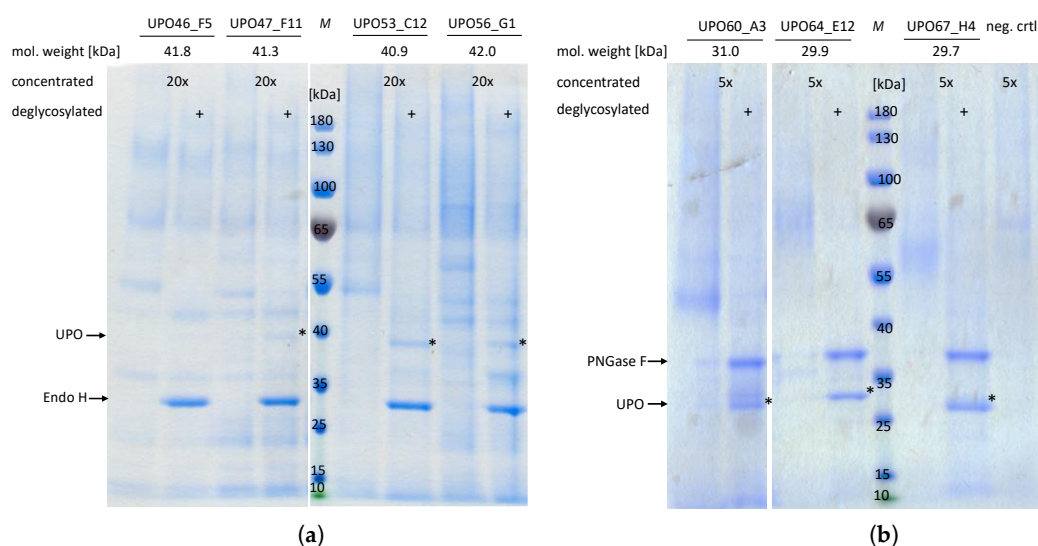 UPO46_F5 UPO47_F11 M UPO53_C12 UPO56_G1
mol. weight [kDa] 41.8 41.3 40.9 42.0
concentrated 20x 20x 20x 20x
[kDa]
deglycosylated + + + +
180
130
100
65
55
UPO 40 * * *
35
Endo H
25
15
10
(a)
UPO60_A3 UPO64_E12 M UPO67_H4 neg. crtl
mol. weight [kDa] 31.0 29.9 29.7
concentrated 5x 5x [kDa] 5x 5x
deglycosylated + + +
180
130
100
65
55
40
PNGase F
35
UPO * * *
25
15
10
(b)